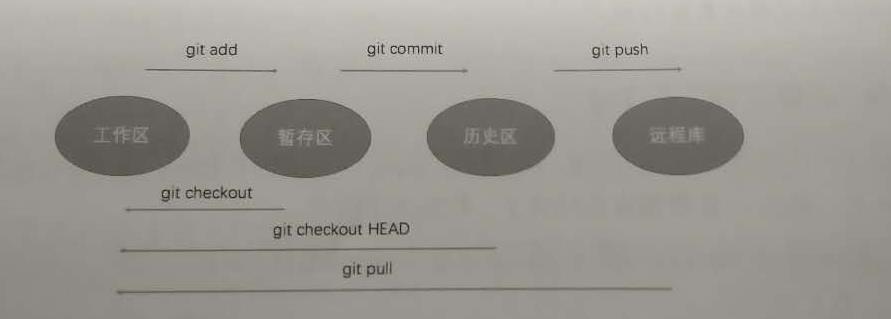 git add git commit git push
工作区 暂存区 历史区 远程库
git checkout
git checkout HEAD
git pull